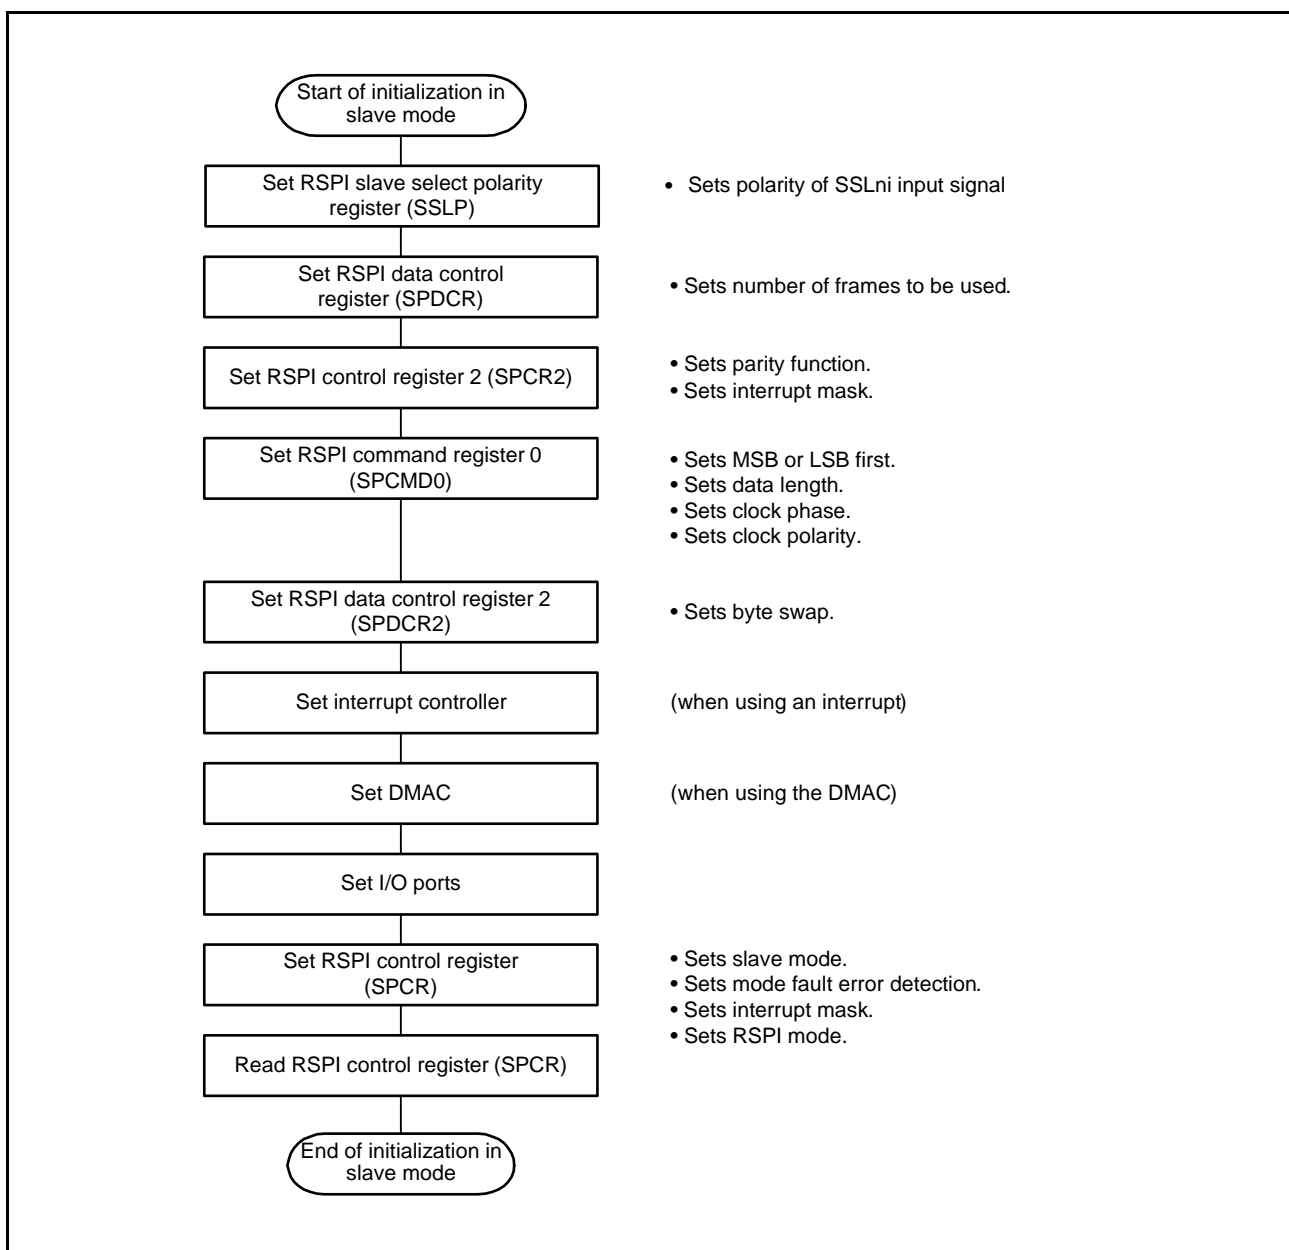 Start of initialization in
slave mode
Set RSPI slave select polarity
register (SSLP)
• Sets polarity of SSLni input signal
Set RSPI data control
register (SPDCR)
• Sets number of frames to be used.
Set RSPI control register 2 (SPCR2)
• Sets parity function.
• Sets interrupt mask.
Set RSPI command register 0
(SPCMD0)
• Sets MSB or LSB first.
• Sets data length.
• Sets clock phase.
• Sets clock polarity.
Set RSPI data control register 2
(SPDCR2)
• Sets byte swap.
Set interrupt controller
(when using an interrupt)
Set DMAC
(when using the DMAC)
Set I/O ports
Set RSPI control register
(SPCR)
• Sets slave mode.
• Sets mode fault error detection.
• Sets interrupt mask.
• Sets RSPI mode.
Read RSPI control register (SPCR)
End of initialization in
slave mode